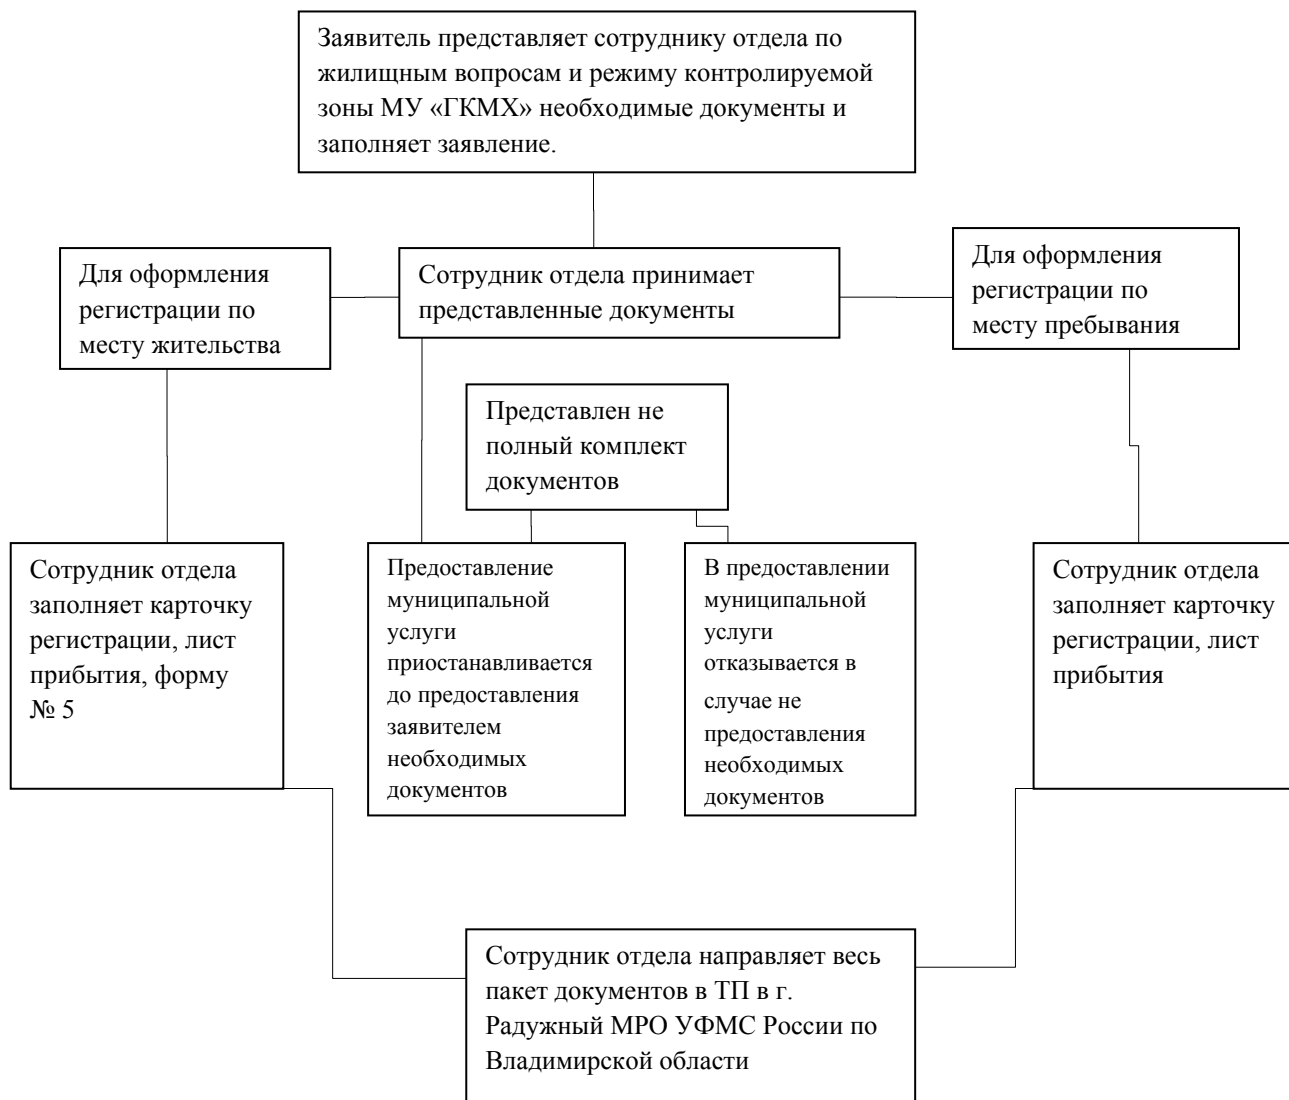 Заявитель представляет сотруднику отдела по
жилищным вопросам и режиму контролируемой
зоны МУ «ГКМХ» необходимые документы и
заполняет заявление.
Для оформления
регистрации по
месту жительства
Сотрудник отдела принимает
представленные документы
Для оформления
регистрации по
месту пребывания
Представлен не
полный комплект
документов
Сотрудник отдела
заполняет карточку
регистрации, лист
прибытия, форму
№ 5
Предоставление
муниципальной
услуги
приостанавливается
до предоставления
заявителем
необходимых
документов
В предоставлении
муниципальной
услуги
отказывается в
случае не
предоставления
необходимых
документов
Сотрудник отдела
заполняет карточку
регистрации, лист
прибытия
Сотрудник отдела направляет весь
пакет документов в ТП в г.
Радужный МРО УФМС России по
Владимирской области